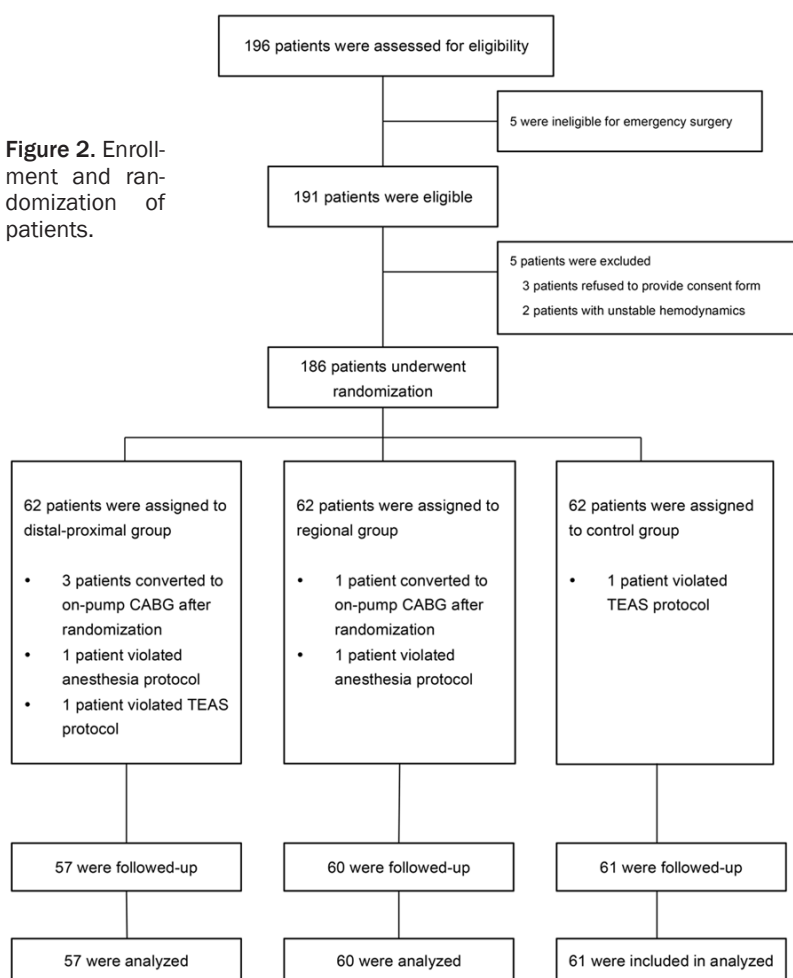 196 patients were assessed for eligibility
5 were ineligible for emergency surgery
Figure 2. Enroll-
ment and ran-
domization of
patients.
191 patients were eligible
5 patients were excluded
3 patients refused to provide consent form
2 patients with unstable hemodynamics
186 patients underwent
randomization
62 patients were assigned to
distal-proximal group
• 3 patients converted to
on-pump CABG after
randomization
• 1 patient violated
anesthesia protocol
• 1 patient violated TEAS
protocol
62 patients were assigned to
regional group
• 1 patient converted to
on-pump CABG after
randomization
• 1 patient violated
anesthesia protocol
62 patients were assigned
to control group
• 1 patient violated
TEAS protocol
57 were followed-up
60 were followed-up
61 were followed-up
57 were analyzed
60 were analyzed
61 were included in analyzed